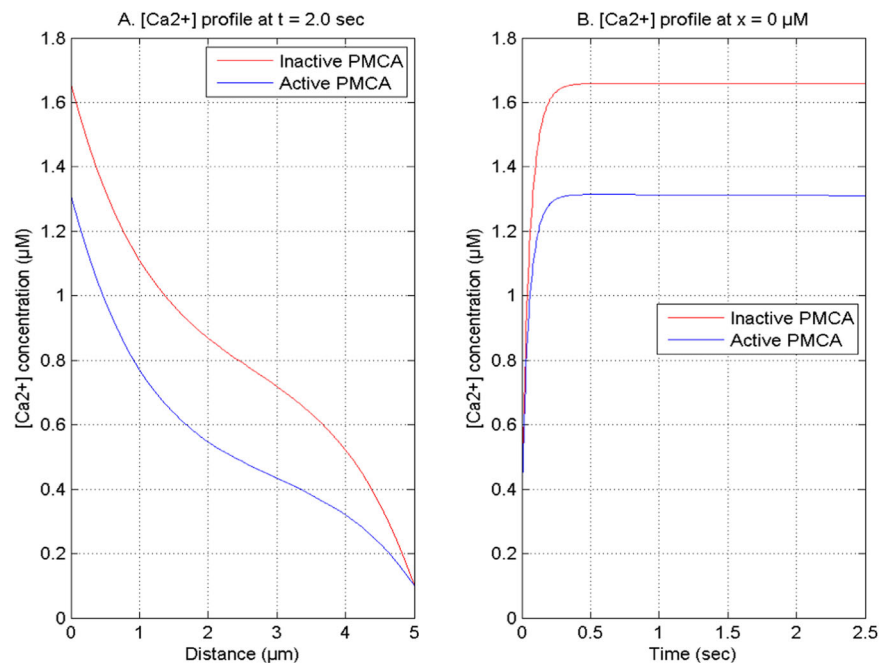 A. [Ca2+] profile at t = 2.0 sec
[Ca2+] concentration (µM)
1.8
1.6
1.4
1.2
1
0.8
0.6
0.4
0.2
0
Inactive PMCA
Active PMCA
0 1 2 3 4 5
Distance (µm)
B. [Ca2+] profile at x = 0 µM
[Ca2+] concentration (µM)
1.8
1.6
1.4
1.2
1
0.8
0.6
0.4
0.2
0
Inactive PMCA
Active PMCA
0 0.5 1 1.5 2 2.5
Time (sec)